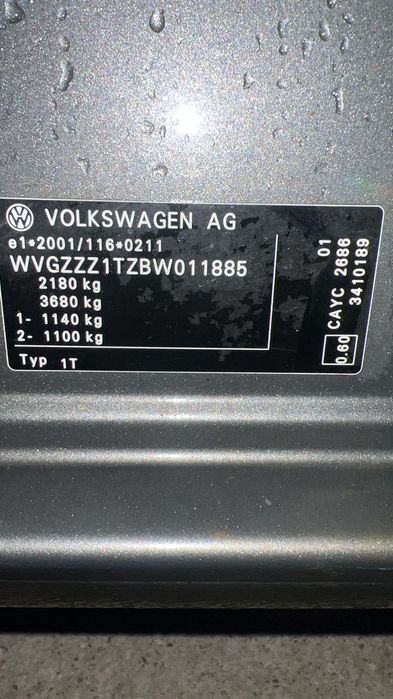 VOLKSWAGEN AG
e1*2001/116*0211
WVGZZZ1TZBW011885
2180 kg
3680 kg
1- 1140 kg
2- 1100 kg
Typ 1T
01
CAYC 2686
0.60 3410189